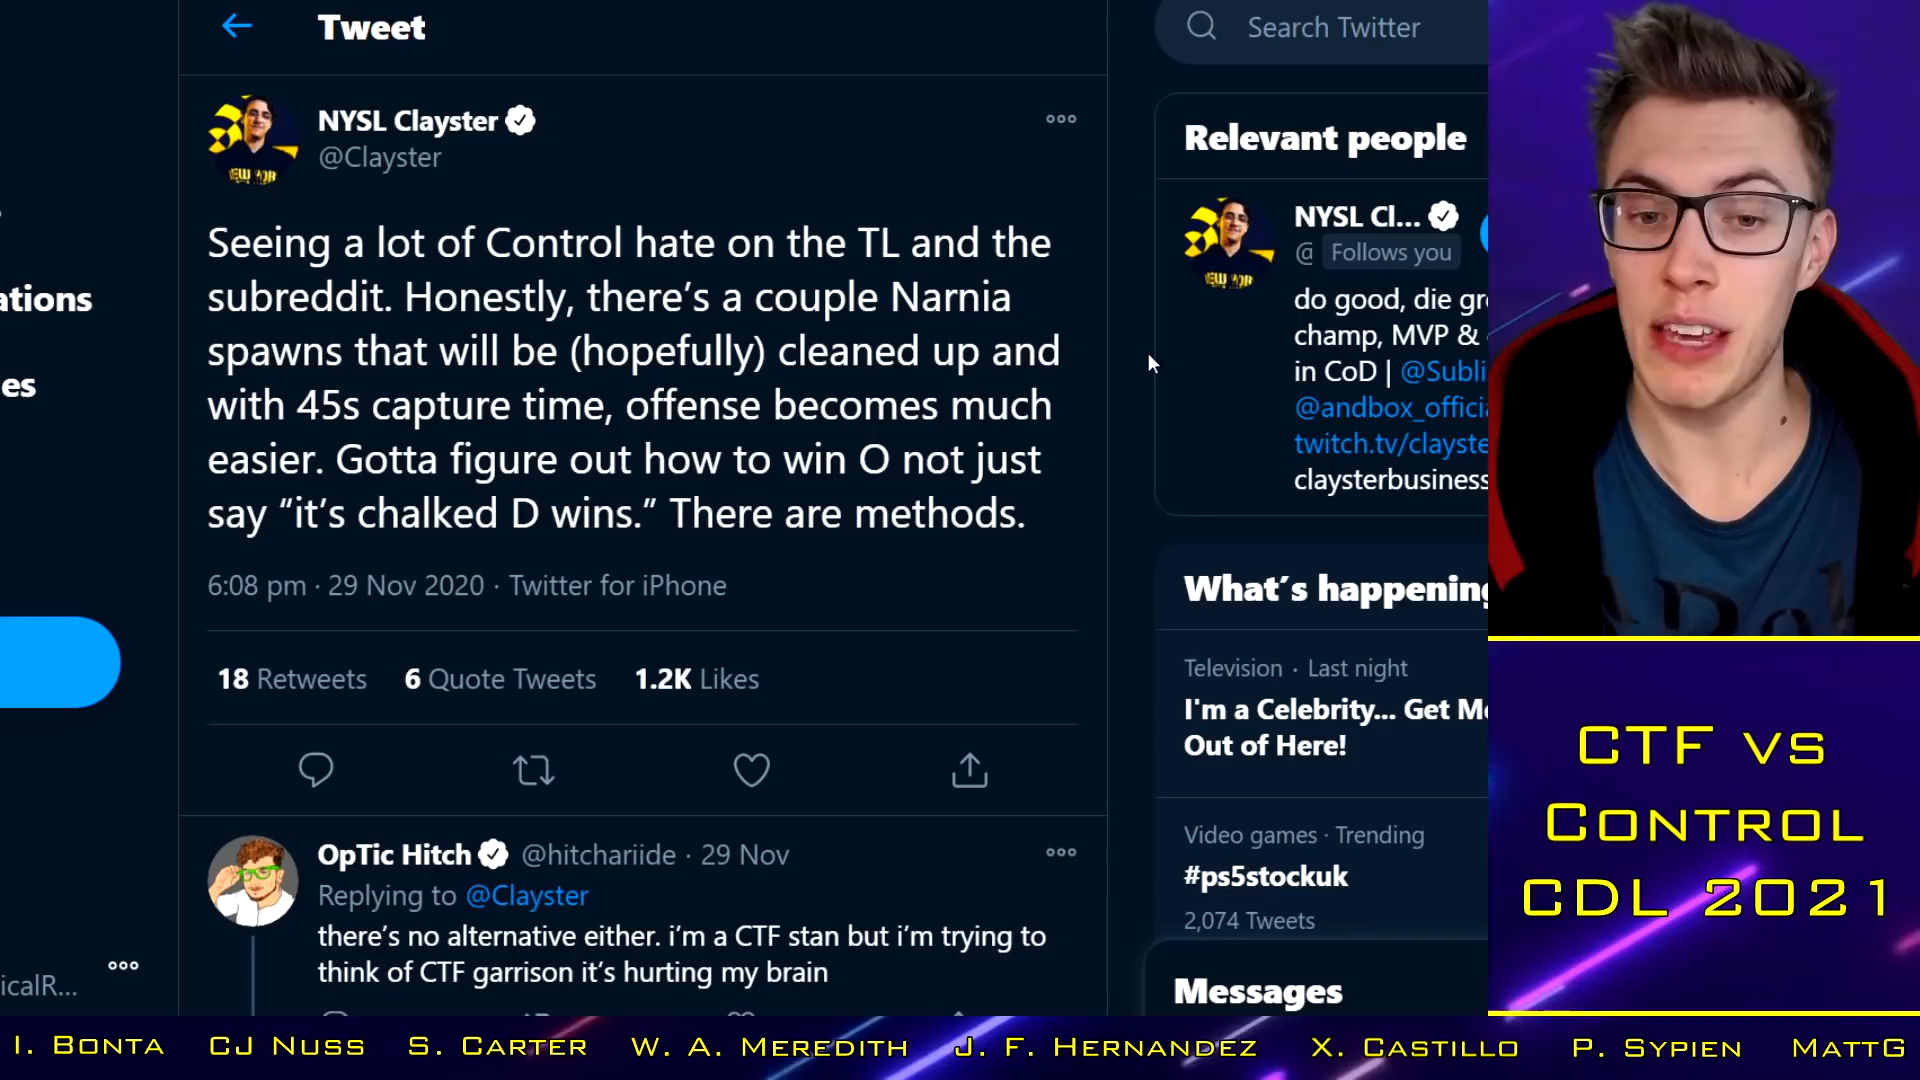 Tweet
Search Twitter
NYSL Clayster
@Clayster
Seeing a lot of Control hate on the TL and the
subreddit. Honestly, there's a couple Narnia
spawns that will be (hopefully) cleaned up and
with 45s capture time, offense becomes much
easier. Gotta figure out how to win O not just
say “it's chalked D wins.” There are methods.
6:08 pm · 29 Nov 2020 · Twitter for iPhone
18 Retweets 6 Quote Tweets 1.2K Likes
OpTic Hitch @hitchariide · 29 Nov
Replying to @Clayster
there's no alternative either. i'm a CTF stan but i'm trying to
think of CTF garrison it's hurting my brain
ations
es
icalR...
Relevant people
NYSL Cl...
@ Follows you
do good, die gr
champ, MVP &
in CoD | @Subli
@andbox_offici
twitch.tv/clayste
claysterbusiness
What's happening
Television · Last night
I'm a Celebrity... Get M
Out of Here!
Video games · Trending
#ps5stockuk
2,074 Tweets
Messages
CTF vs
Control
CDL 2021
I. Bonta CJ Nuss S. Carter W. A. Meredith J. F. Hernandez X. Castillo P. Sypien MattG